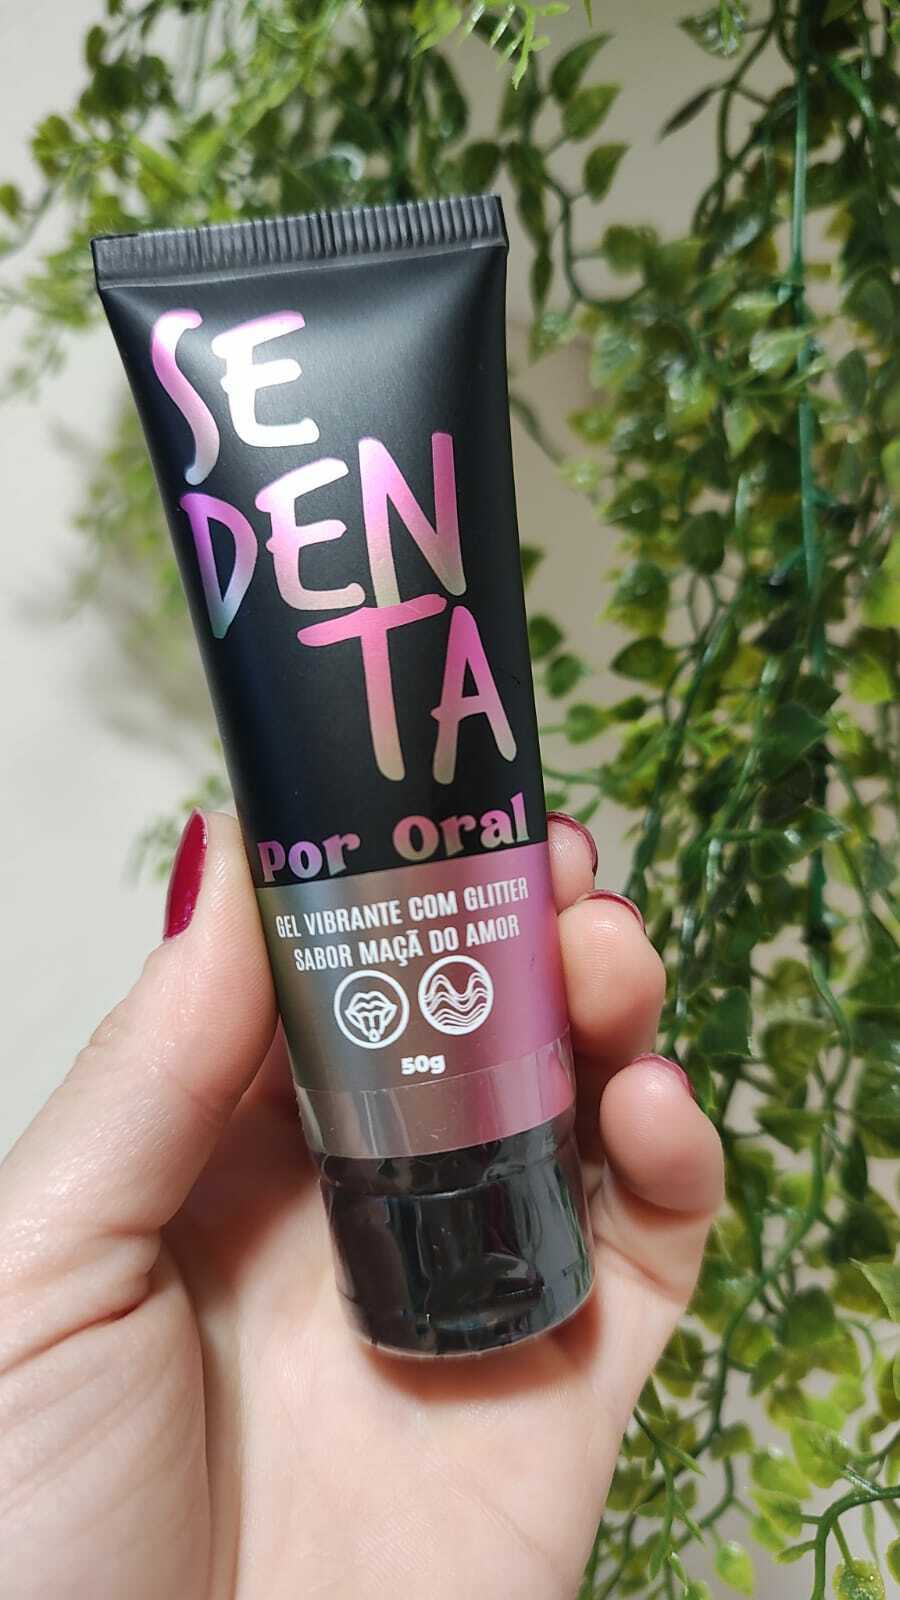 SE
DEN
TA
Por Oral
GEL VIBRANTE COM GLITTER
SABOR MAÇÃ DO AMOR
50g